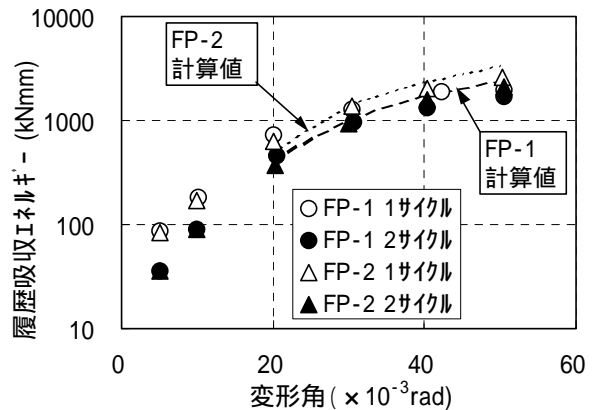 10000
1000
100
10
履歴吸収ｴﾈﾙｷﾞｰ (kNmm)
FP-2
計算値
FP-1
計算値
○ FP-1 1ｻｲｸﾙ
● FP-1 2ｻｲｸﾙ
△ FP-2 1ｻｲｸﾙ
▲ FP-2 2ｻｲｸﾙ
0 20 40 60
変形角(×10⁻³rad)